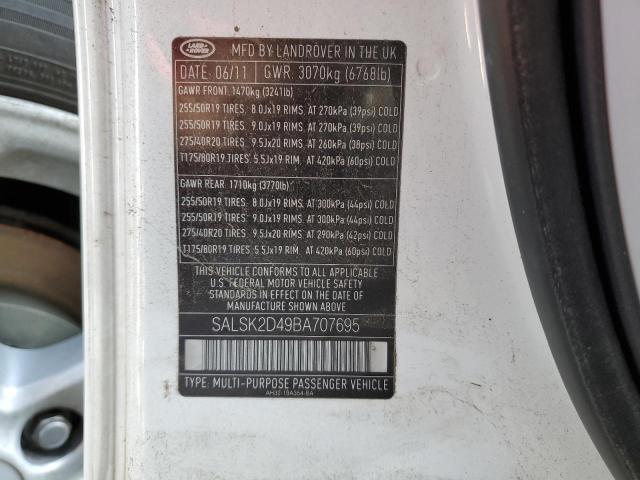 LAND ROVER
MFD BY LANDROVER IN THE UK
DATE 06/11 GWR. 3070kg (6768lb)
GAWR FRONT. 1470kg (3241lb)
255/50R19 TIRES 8.0Jx19 RIMS. AT 270kPa (39psi) COLD
255/50R19 TIRES 9.0Jx19 RIMS. AT 270kPa (39psi) COLD
275/40R20 TIRES 9.5Jx20 RIMS. AT 260kPa (38psi) COLD
T175/80R19 TIRES 5.5Jx19 RIM. AT 420kPa (60psi) COLD
GAWR REAR. 1710kg (3770lb)
255/50R19 TIRES 8.0Jx19 RIMS. AT 300kPa (44psi) COLD
255/50R19 TIRES 9.0Jx19 RIMS. AT 300kPa (44psi) COLD
275/40R20 TIRES 9.5Jx20 RIMS. AT 290kPa (42psi) COLD
T175/80R19 TIRES 5.5Jx19 RIM. AT 420kPa (60psi) COLD
THIS VEHICLE CONFORMS TO ALL APPLICABLE
U.S. FEDERAL MOTOR VEHICLE SAFETY
STANDARDS IN EFFECT ON THE DATE OF
MANUFACTURE SHOWN ABOVE
SALSK2D49BA707695
TYPE: MULTI-PURPOSE PASSENGER VEHICLE
AH32-19A354-BA